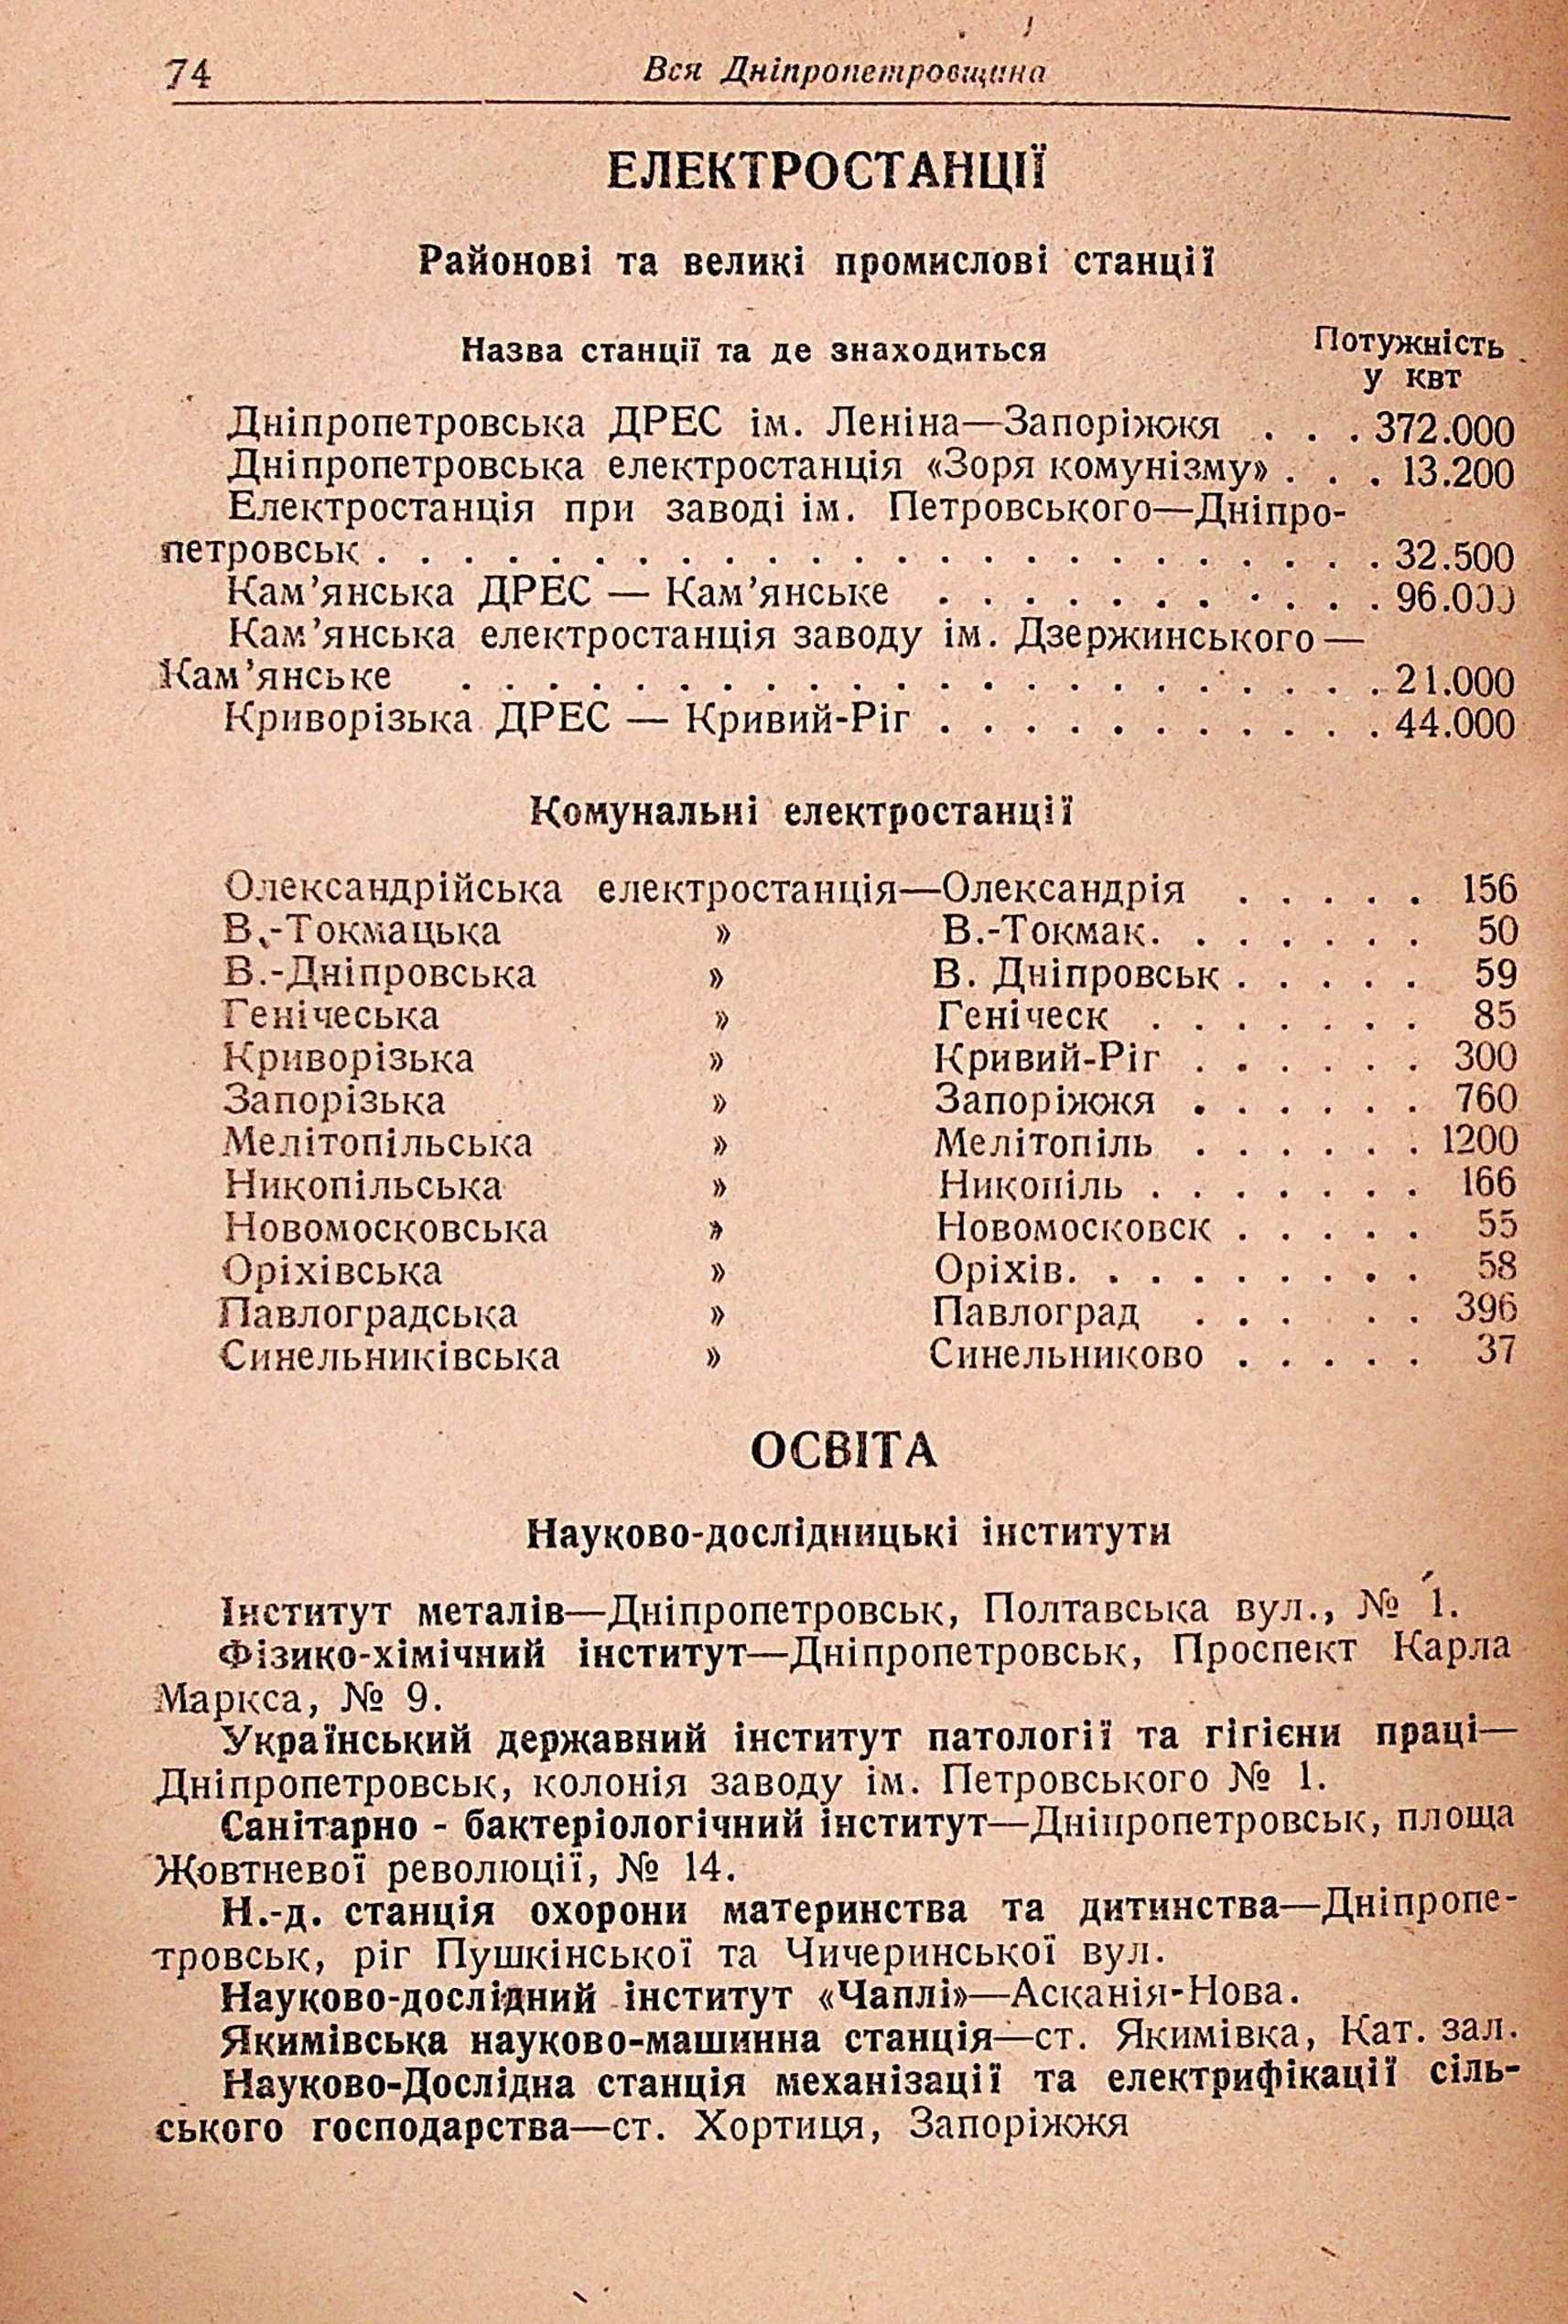 74 Вся Дніпропетровщина
ЕЛЕКТРОСТАНЦІЇ
Районові та великі промислові станції
Назва станції та де знаходиться Потужність
у квт
Дніпропетровська ДРЕС ім. Леніна—Запоріжжя . . . 372.000
Дніпропетровська електростанція «Зоря комунізму» . . . 13.200
Електростанція при заводі ім. Петровського—Дніпро-
петровськ . . . . . . . . . . . . . . . . . . . . . . . . 32.500
Кам’янська ДРЕС — Кам’янське . . . . . . . . . . . 96.000
Кам’янська електростанція заводу ім. Дзержинського—
Кам’янське . . . . . . . . . . . . . . . . . . . . . . 21.000
Криворізька ДРЕС — Кривий-Ріг . . . . . . . . . . . 44.000
Комунальні електростанції
Олександрійська електростанція—Олександрія . . . . . 156
В.-Токмацька » В.-Токмак. . . . . . . 50
В.-Дніпровська » В. Дніпровськ . . . . . 59
Генічеська » Генічеськ . . . . . . . 85
Криворізька » Кривий-Ріг . . . . . . 300
Запорізька » Запоріжжя . . . . . . 760
Мелітопільська » Мелітопіль . . . . . . 1200
Никопільська » Никопіль . . . . . . . 166
Новомосковська » Новомосковск . . . . . 55
Оріхівська » Оріхів. . . . . . . . . 58
Павлоградська » Павлоград . . . . . 396
Синельниківська » Синельниково . . . . . 37
ОСВІТА
Науково-дослідницькі інститути
Інститут металів—Дніпропетровськ, Полтавська вул., № 1.
Фізико-хімічний інститут—Дніпропетровськ, Проспект Карла
Маркса, № 9.
Український державний інститут патології та гігієни праці—
Дніпропетровськ, колонія заводу ім. Петровського № 1.
Санітарно - бактеріологічний інститут—Дніпропетровськ, площа
Жовтневої революції, № 14.
Н.-д. станція охорони материнства та дитинства—Дніпропе-
тровськ, ріг Пушкінської та Чичеринської вул.
Науково-дослідний інститут «Чаплі»—Асканія-Нова.
Якимівська науково-машинна станція—ст. Якимівка, Кат. зал.
Науково-Дослідна станція механізації та електрифікації сіль-
ського господарства—ст. Хортиця, Запоріжжя